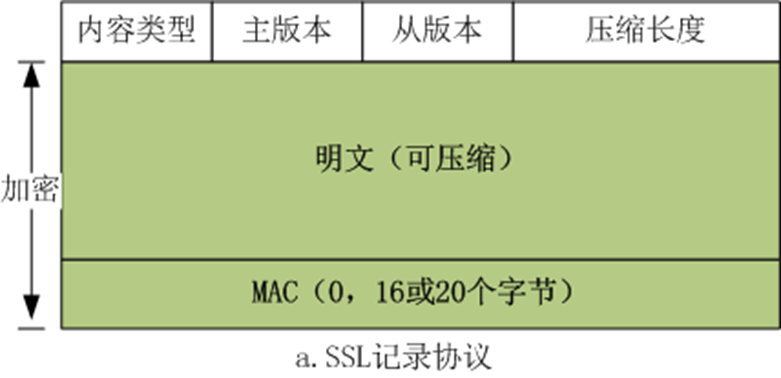 内容类型 主版本 从版本 压缩长度
明文（可压缩）
加密
MAC（0，16或20个字节）
a.SSL记录协议